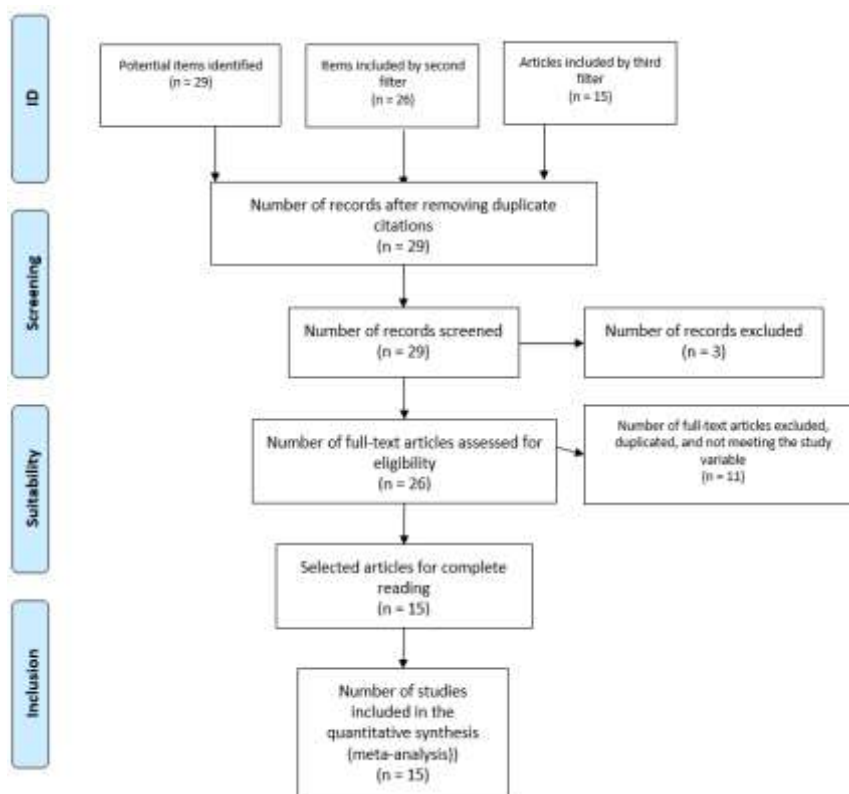 ID
Potential items identified
(n = 29)
Items included by second
filter
(n = 26)
Articles included by third
filter
(n = 15)
Number of records after removing duplicate
citations
(n = 29)
Screening
Number of records screened
(n = 29)
Number of records excluded
(n = 3)
Suitability
Number of full-text articles assessed for
eligibility
(n = 26)
Number of full-text articles excluded,
duplicated, and not meeting the study
variable
(n = 11)
Selected articles for complete
reading
(n = 15)
Inclusion
Number of studies
included in the
quantitative synthesis
(meta-analysis))
(n = 15)